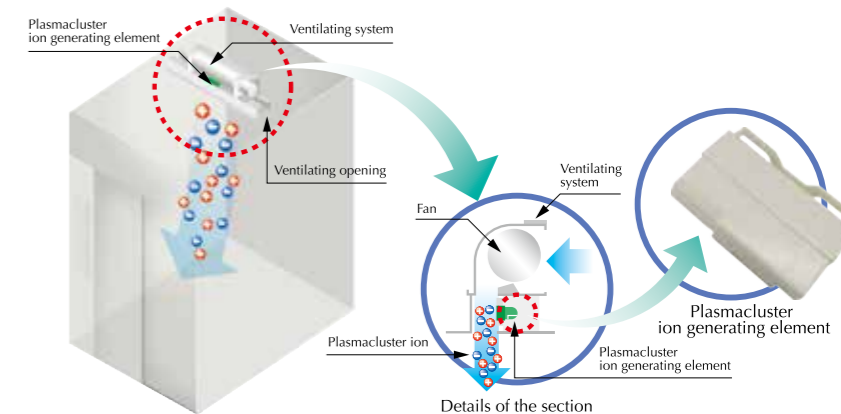 Plasmacluster
ion generating element
Ventilating system
Ventilating opening
Ventilating
system
Fan
Plasmacluster ion
Plasmacluster
ion generating element
Details of the section
Plasmacluster
ion generating element